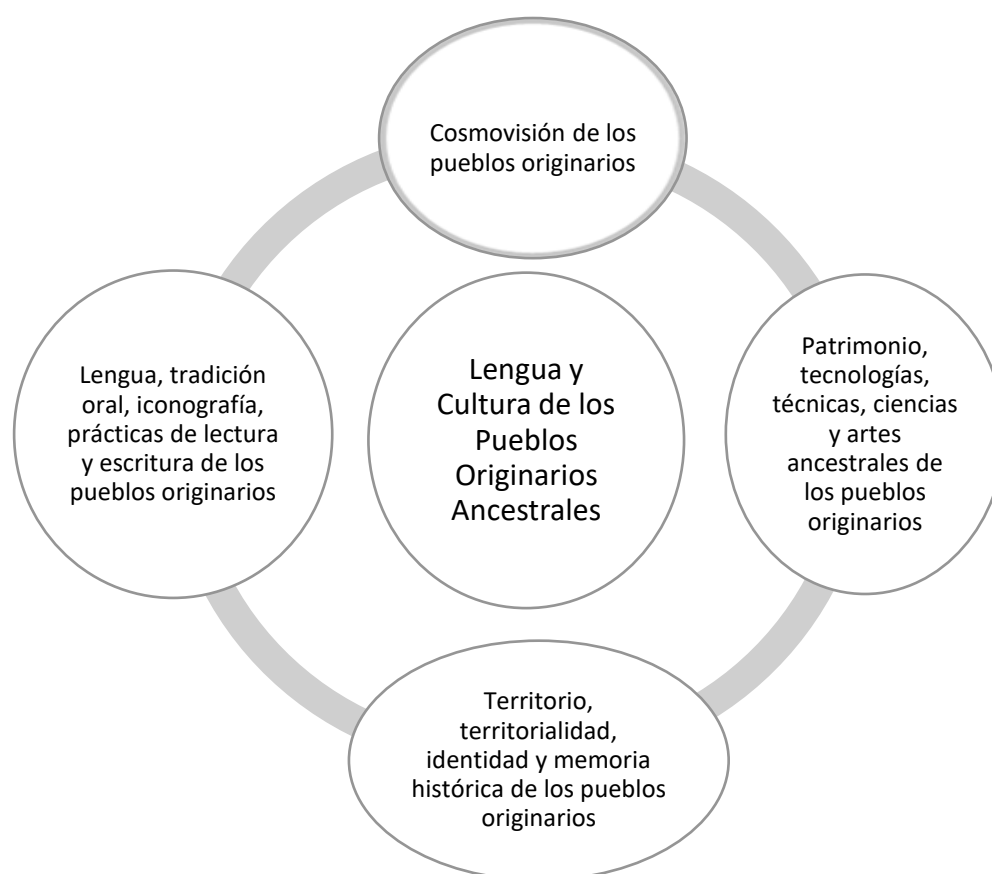 Cosmovisión de los
pueblos originarios
Lengua, tradición
oral, iconografía,
prácticas de lectura
y escritura de los
pueblos originarios
Lengua y
Cultura de los
Pueblos
Originarios
Ancestrales
Patrimonio,
tecnologías,
técnicas, ciencias
y artes
ancestrales de
los pueblos
originarios
Territorio,
territorialidad,
identidad y memoria
histórica de los pueblos
originarios